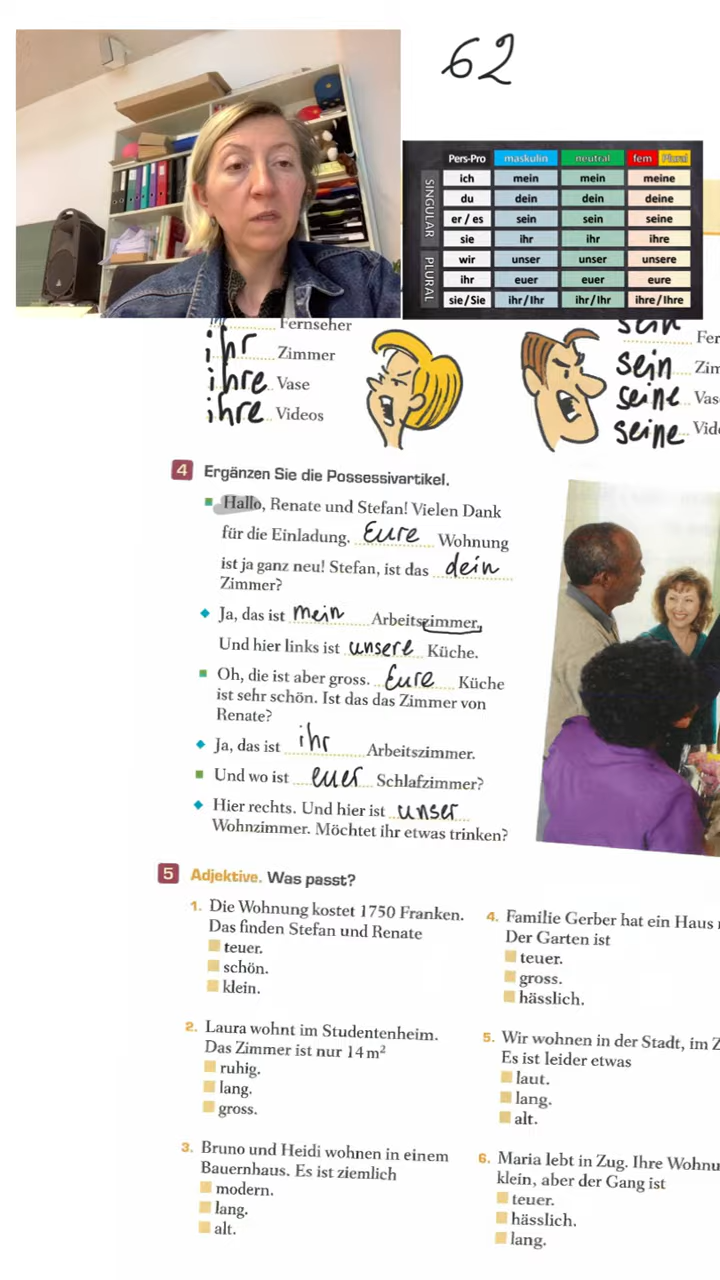 62
Pers-Pro maskulin neutral fem Plural
SINGULAR
ich mein mein meine
du dein dein deine
er / es sein sein seine
sie ihr ihr ihre
PLURAL
wir unser unser unsere
ihr euer euer eure
sie / Sie ihr / Ihr ihr / Ihr ihre / Ihre
Fernseher
ihr Zimmer
ihre Vase
ihre Videos
sein Fer
sein Zim
seine Vas
seine Vid
4 Ergänzen Sie die Possessivartikel.
Hallo, Renate und Stefan! Vielen Dank
für die Einladung. Eure Wohnung
ist ja ganz neu! Stefan, ist das dein
Zimmer?
Ja, das ist mein Arbeitszimmer,
Und hier links ist unsere Küche.
Oh, die ist aber gross. Eure Küche
ist sehr schön. Ist das das Zimmer von
Renate?
Ja, das ist ihr Arbeitszimmer.
Und wo ist euer Schlafzimmer?
Hier rechts. Und hier ist unser
Wohnzimmer. Möchtet ihr etwas trinken?
5 Adjektive. Was passt?
1. Die Wohnung kostet 1750 Franken.
Das finden Stefan und Renate
teuer.
schön.
klein.
2. Laura wohnt im Studentenheim.
Das Zimmer ist nur 14 m²
ruhig.
lang.
gross.
3. Bruno und Heidi wohnen in einem
Bauernhaus. Es ist ziemlich
modern.
lang.
alt.
4. Familie Gerber hat ein Haus
Der Garten ist
teuer.
gross.
hässlich.
5. Wir wohnen in der Stadt, im Z
Es ist leider etwas
laut.
lang.
alt.
6. Maria lebt in Zug. Ihre Wohnu
klein, aber der Gang ist
teuer.
hässlich.
lang.